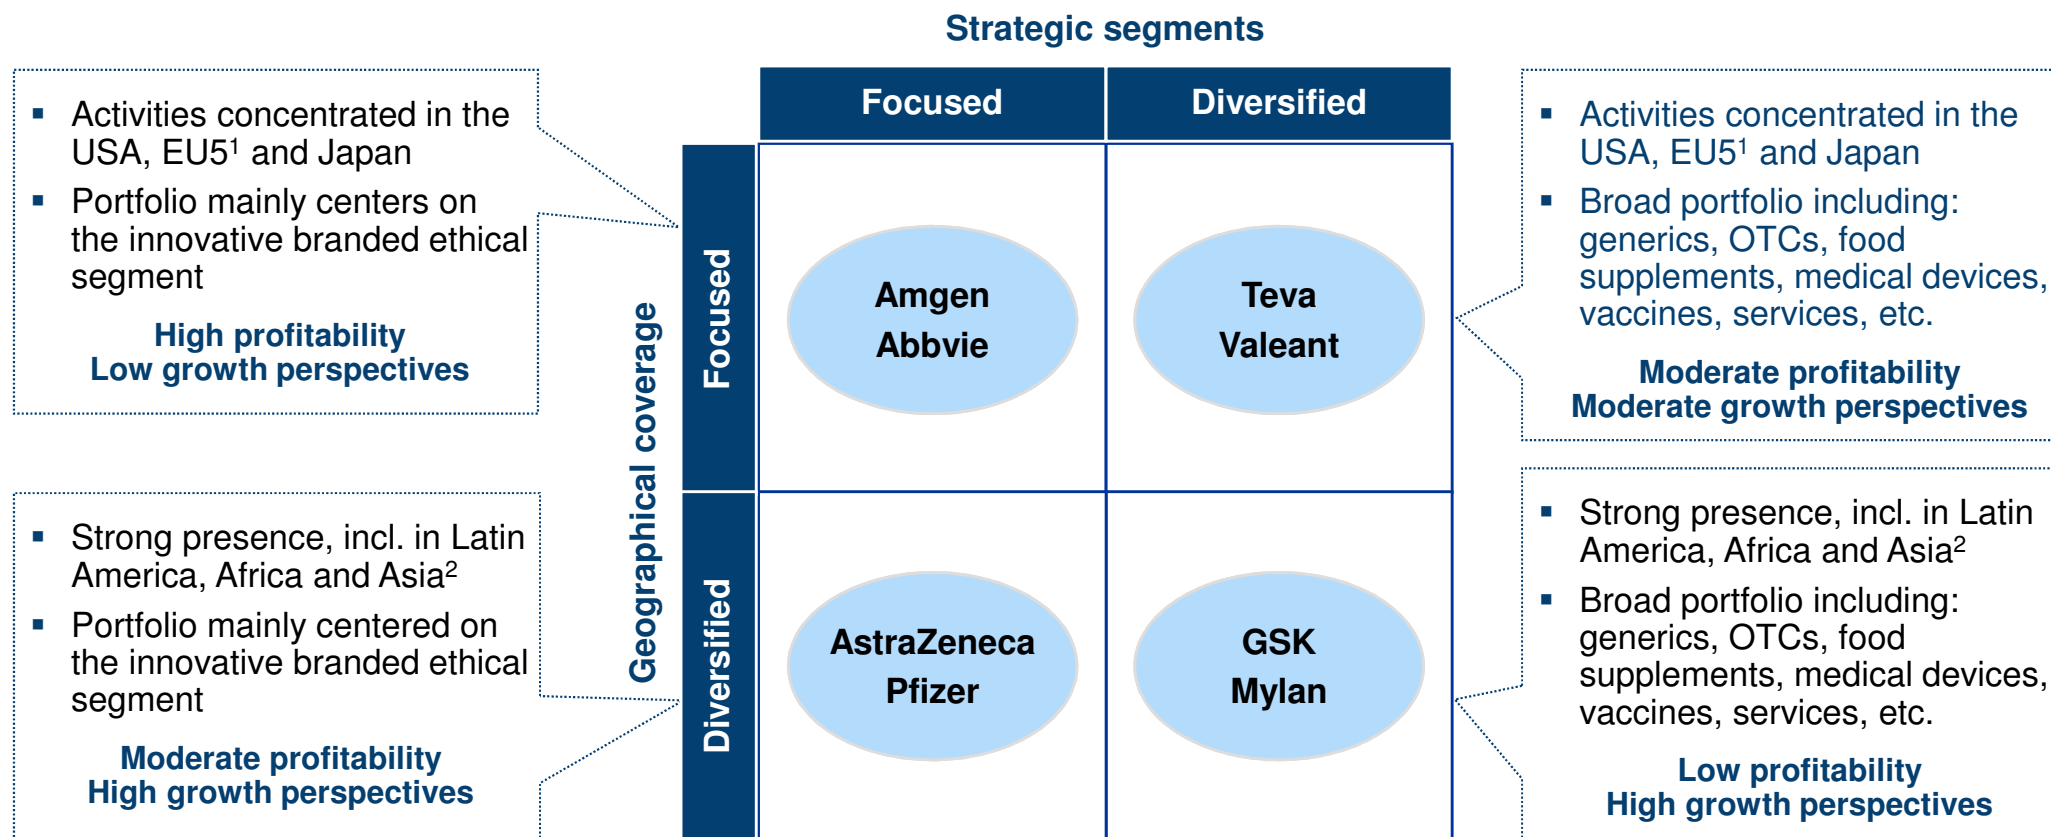 Strategic segments
Focused
Diversified
▪ Activities concentrated in the
USA, EU5¹ and Japan
▪ Portfolio mainly centers on
the innovative branded ethical
segment
High profitability
Low growth perspectives
▪ Strong presence, incl. in Latin
America, Africa and Asia²
▪ Portfolio mainly centered on
the innovative branded ethical
segment
Moderate profitability
High growth perspectives
Geographical coverage
Focused
Diversified
Amgen
Abbvie
Teva
Valeant
AstraZeneca
Pfizer
GSK
Mylan
▪ Activities concentrated in the
USA, EU5¹ and Japan
▪ Broad portfolio including:
generics, OTCs, food
supplements, medical devices,
vaccines, services, etc.
Moderate profitability
Moderate growth perspectives
▪ Strong presence, incl. in Latin
America, Africa and Asia²
▪ Broad portfolio including:
generics, OTCs, food
supplements, medical devices,
vaccines, services, etc.
Low profitability
High growth perspectives